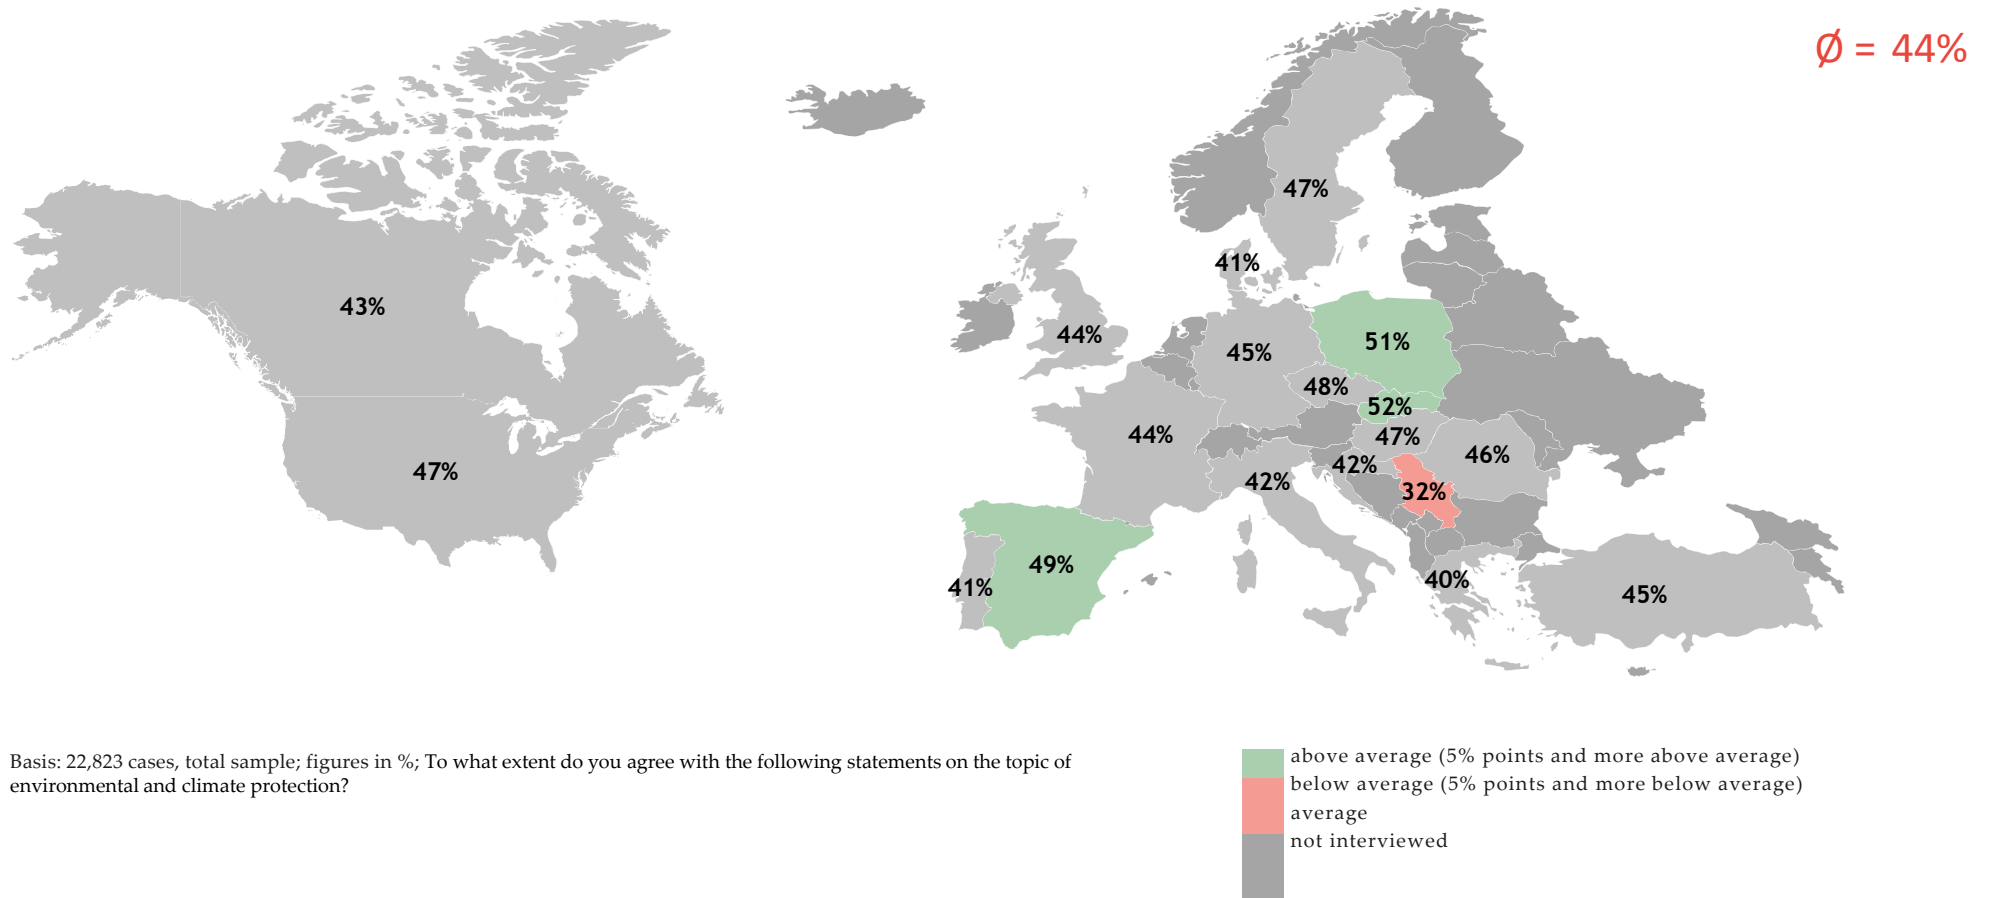 Ø = 44%
47%
41%
43%
44%
51%
45%
48%
52%
44%
47%
46%
42%
47%
42%
32%
49%
40%
41%
45%
Basis: 22,823 cases, total sample; figures in %; To what extent do you agree with the following statements on the topic of
environmental and climate protection?
above average (5% points and more above average)
below average (5% points and more below average)
average
not interviewed